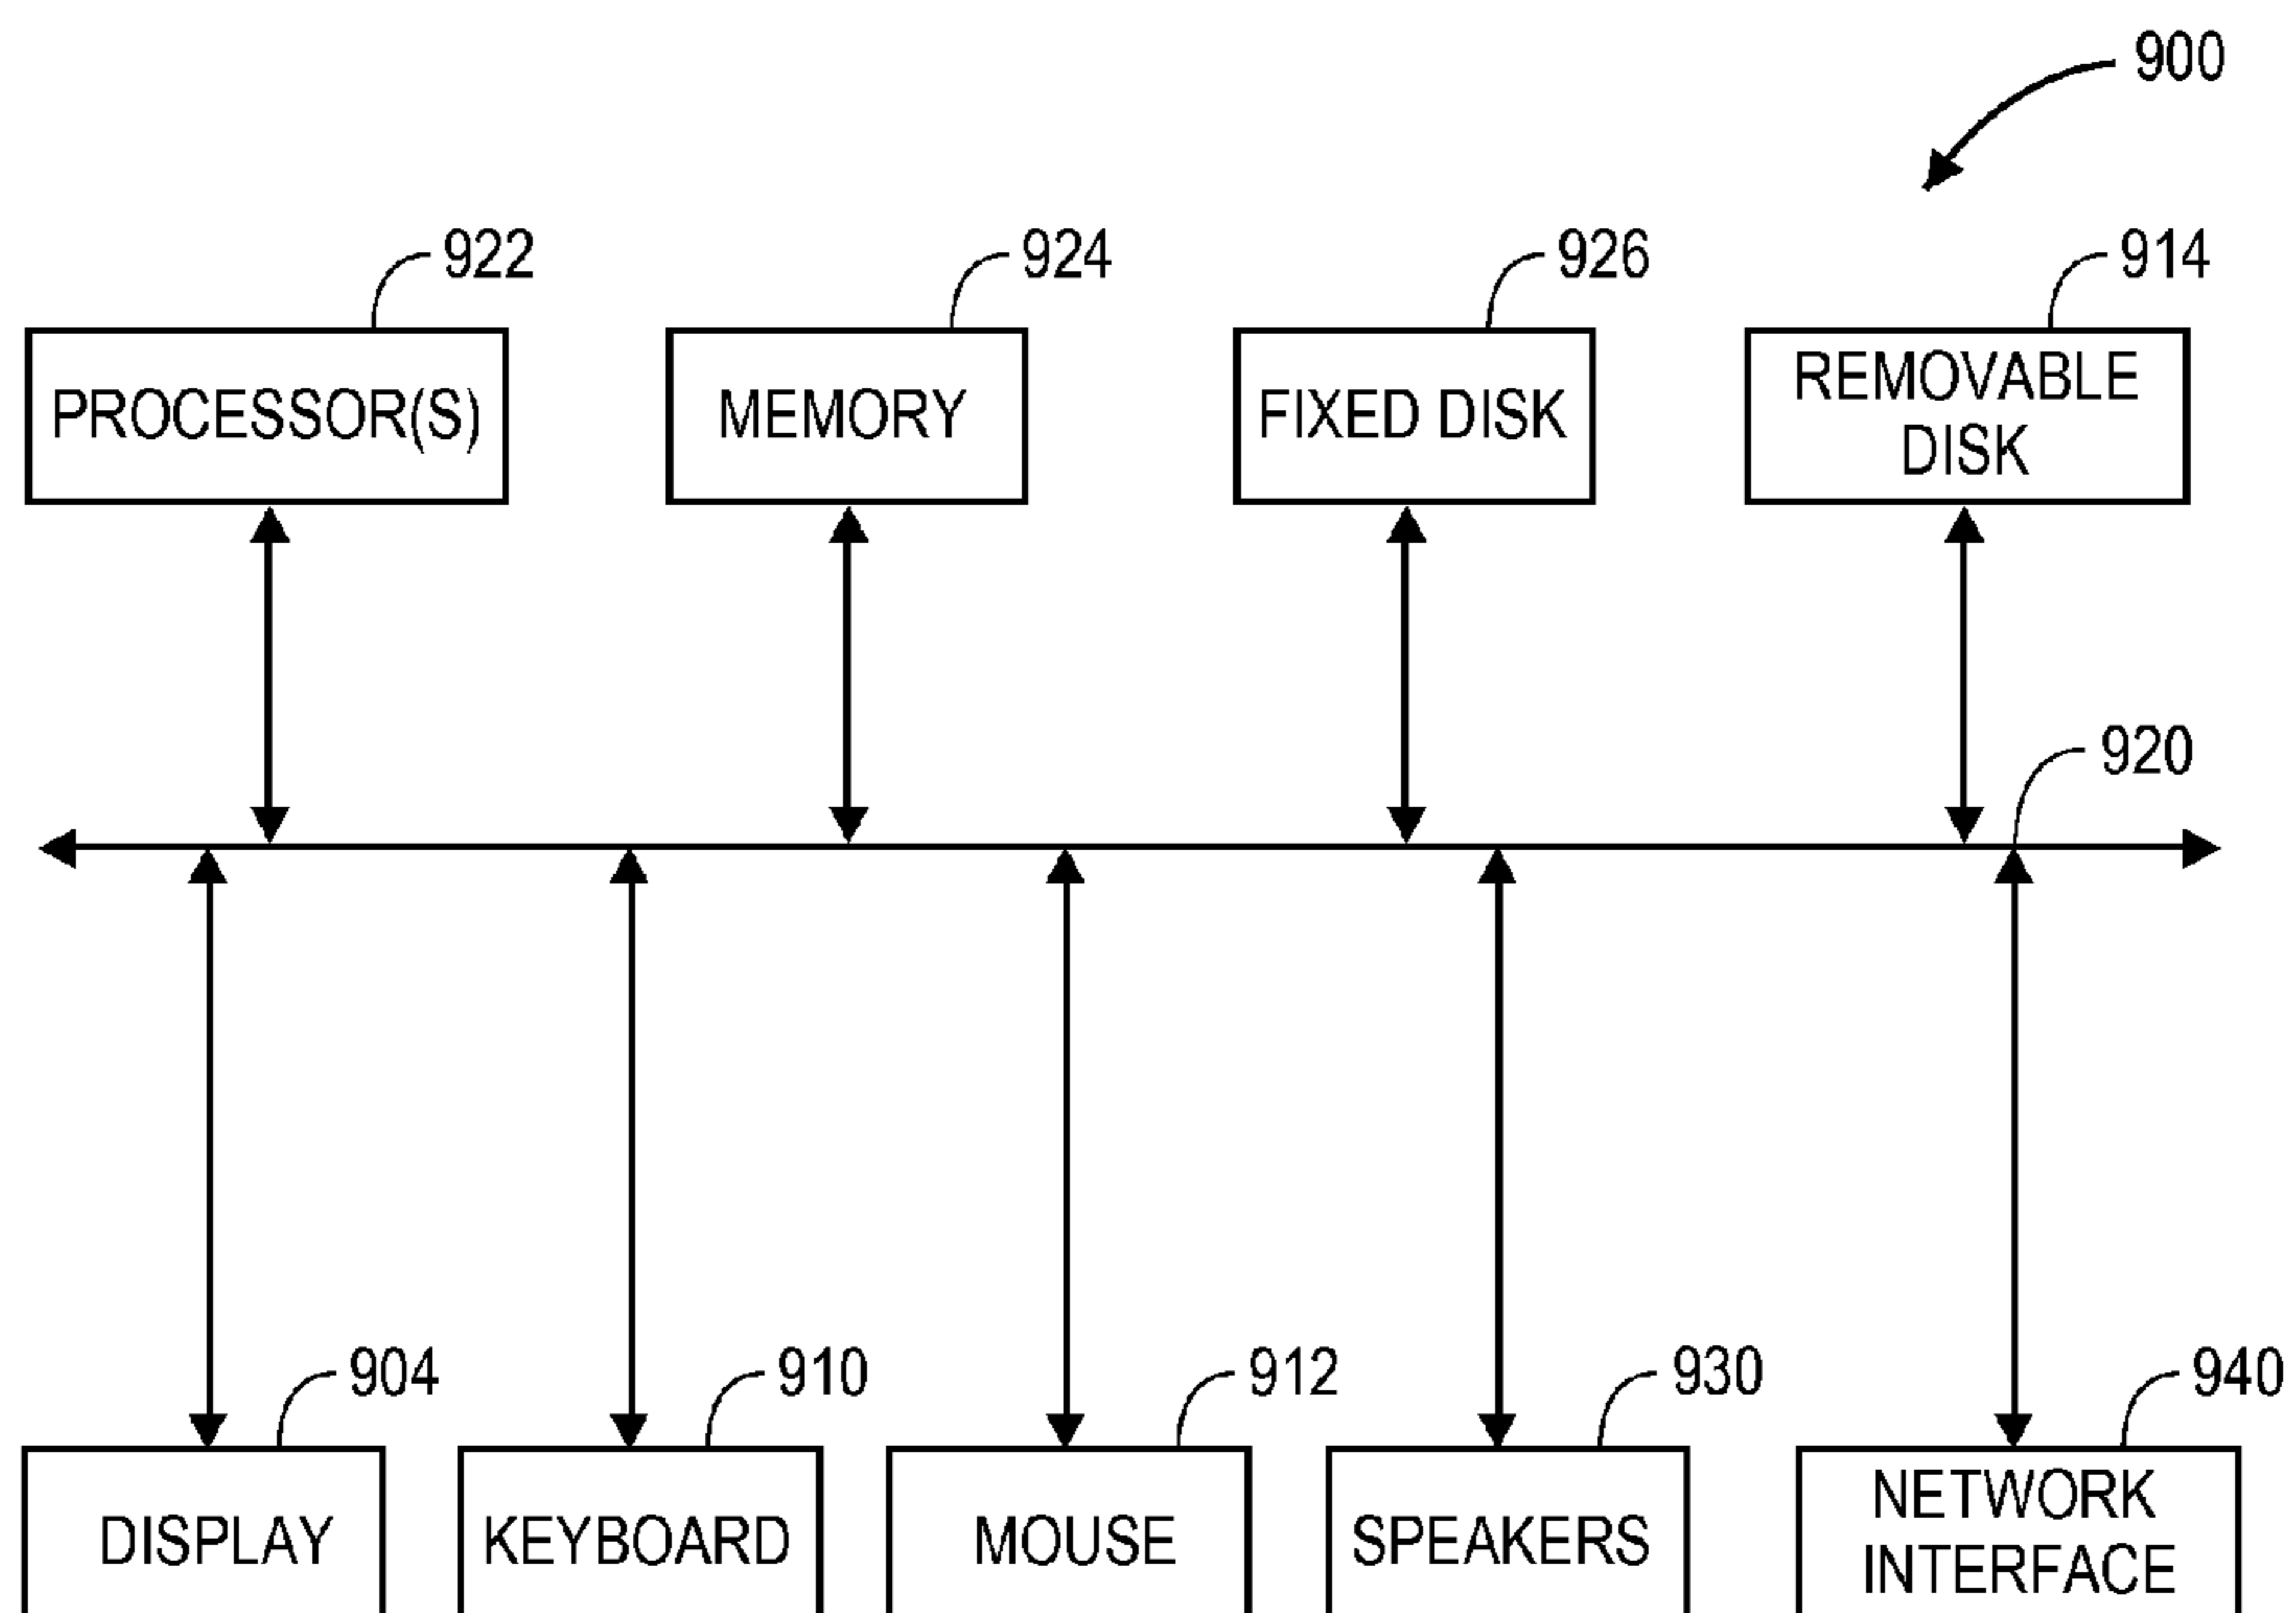 900
922
924
926
914
PROCESSOR(S)
MEMORY
FIXED DISK
REMOVABLE
DISK
920
904
910
912
930
940
DISPLAY
KEYBOARD
MOUSE
SPEAKERS
NETWORK
INTERFACE